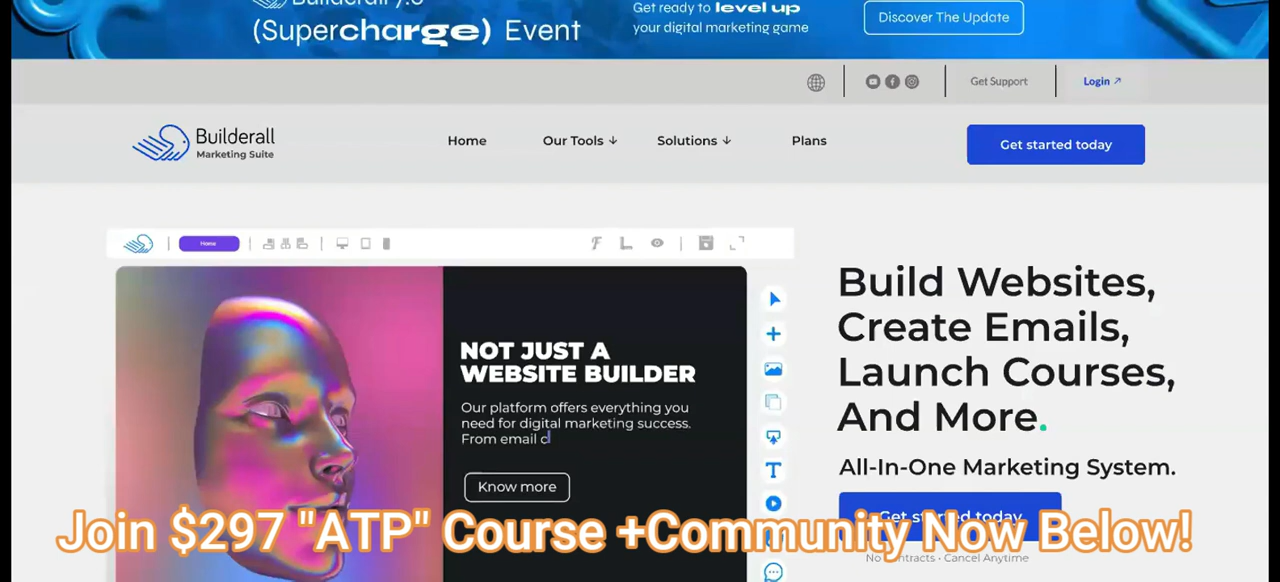 (Supercharge) Event
Get ready to level up
your digital marketing game
Discover The Update
Get Support
Login ↗
Builderall
Marketing Suite
Home
Our Tools ↓
Solutions ↓
Plans
Get started today
Home
NOT JUST A
WEBSITE BUILDER
Our platform offers everything you
need for digital marketing success.
From email c
Know more
Build Websites,
Create Emails,
Launch Courses,
And More.
All-In-One Marketing System.
Get started today
No Contracts • Cancel Anytime
Join $297 "ATP" Course +Community Now Below!